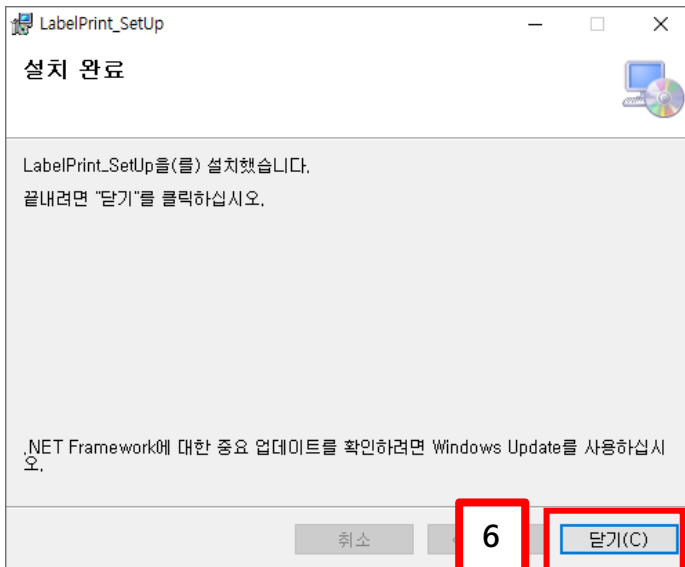 LabelPrint_SetUp
설치 완료
LabelPrint_SetUp을(를) 설치했습니다.
끝내려면 "닫기"를 클릭하십시오.
.NET Framework에 대한 중요 업데이트를 확인하려면 Windows Update를 사용하십시
오.
취소
6
닫기(C)